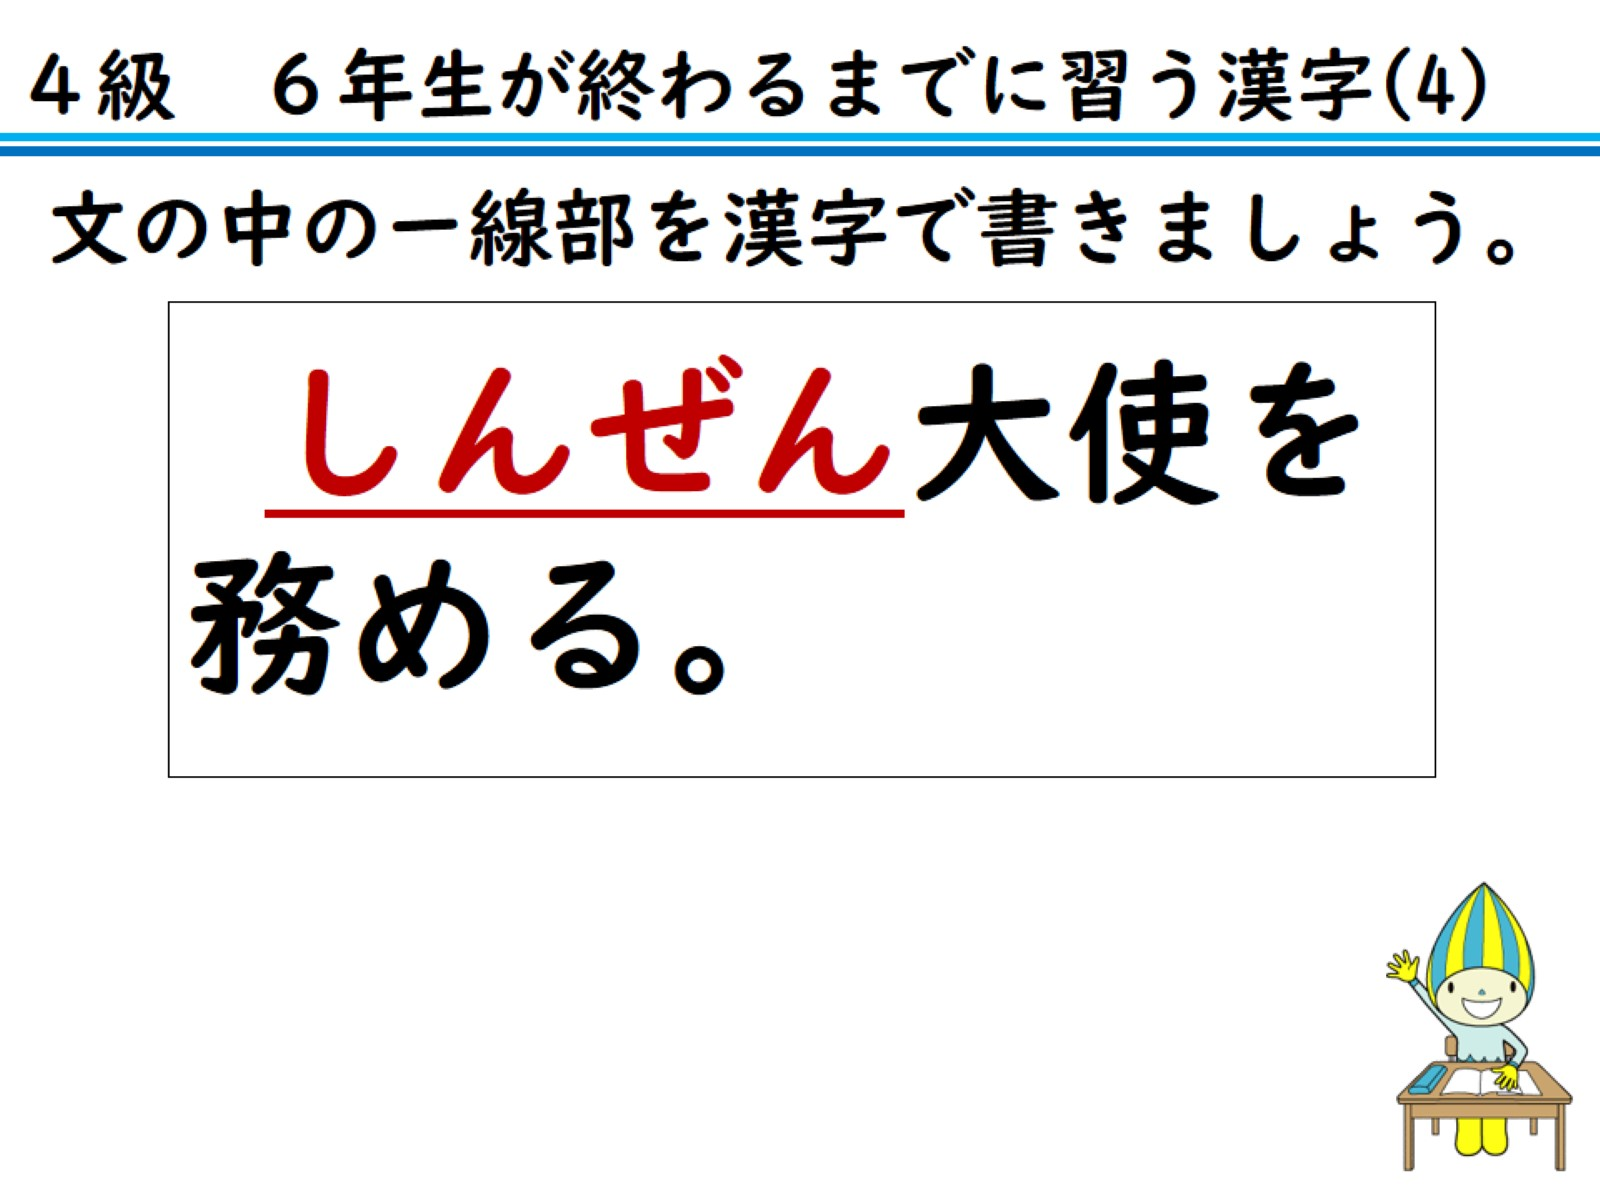 ４級　６年生が終わるまでに習う漢字(4)
文の中の一線部を漢字で書きましょう。
しんぜん大使を
務める。